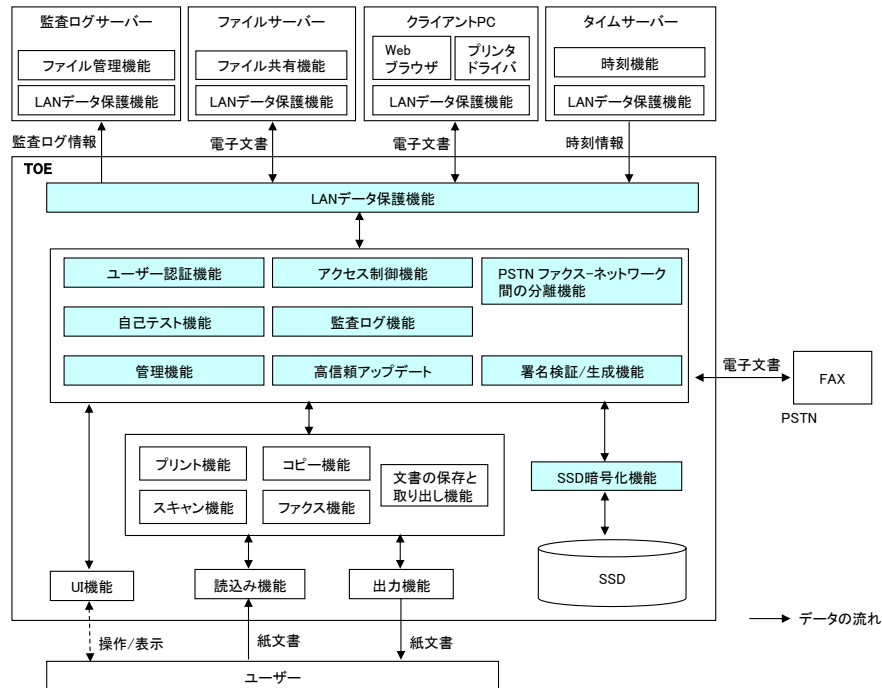 監査ログサーバー
ファイルサーバー
クライアントPC
タイムサーバー
ファイル管理機能
ファイル共有機能
Web
ブラウザ
プリンタ
ドライバ
時刻機能
LANデータ保護機能
LANデータ保護機能
LANデータ保護機能
LANデータ保護機能
監査ログ情報
電子文書
電子文書
時刻情報
TOE
LANデータ保護機能
ユーザー認証機能
アクセス制御機能
PSTN ファクス-ネットワーク
間の分離機能
自己テスト機能
監査ログ機能
管理機能
高信頼アップデート
署名検証/生成機能
電子文書
FAX
PSTN
プリント機能
コピー機能
文書の保存と
取り出し機能
スキャン機能
ファクス機能
SSD暗号化機能
SSD
UI機能
読込み機能
出力機能
データの流れ
操作/表示
紙文書
紙文書
ユーザー